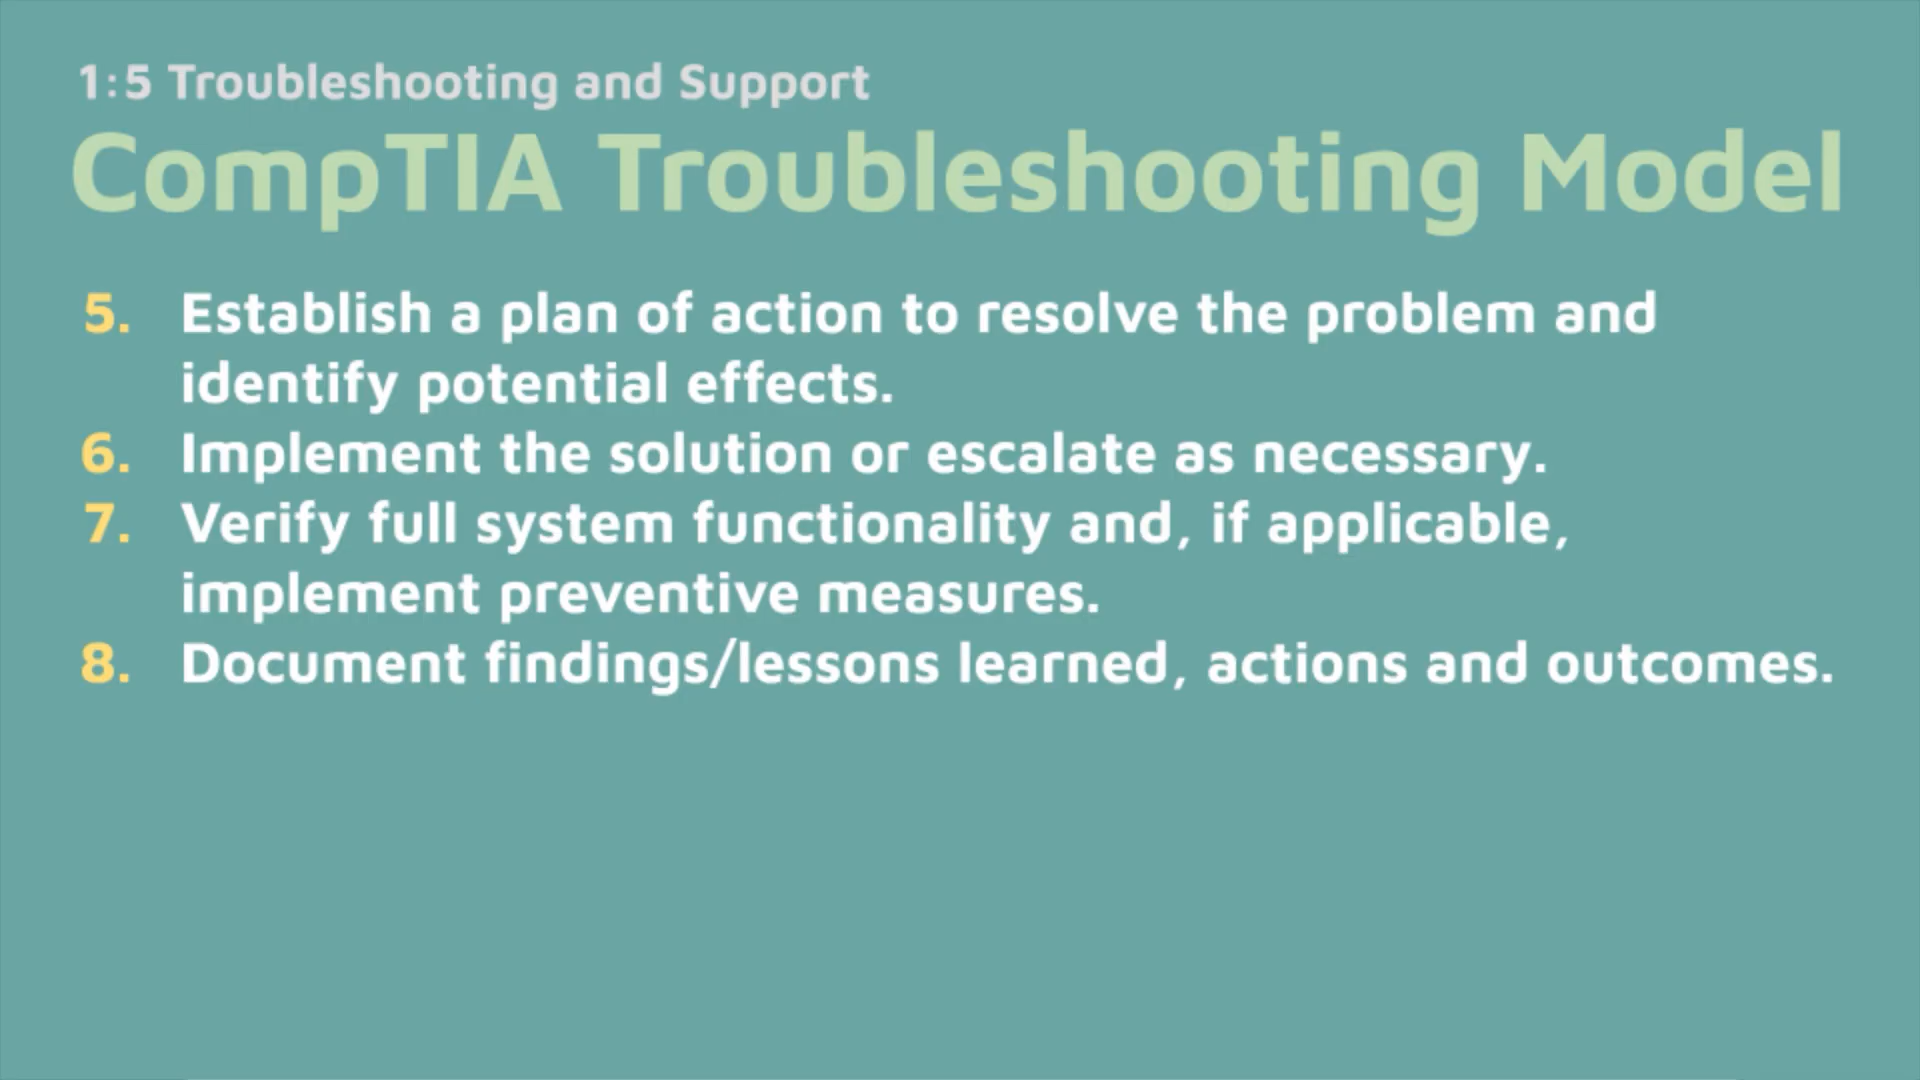 1:5 Troubleshooting and Support
CompTIA Troubleshooting Model
5. Establish a plan of action to resolve the problem and
identify potential effects.
6. Implement the solution or escalate as necessary.
7. Verify full system functionality and, if applicable,
implement preventive measures.
8. Document findings/lessons learned, actions and outcomes.